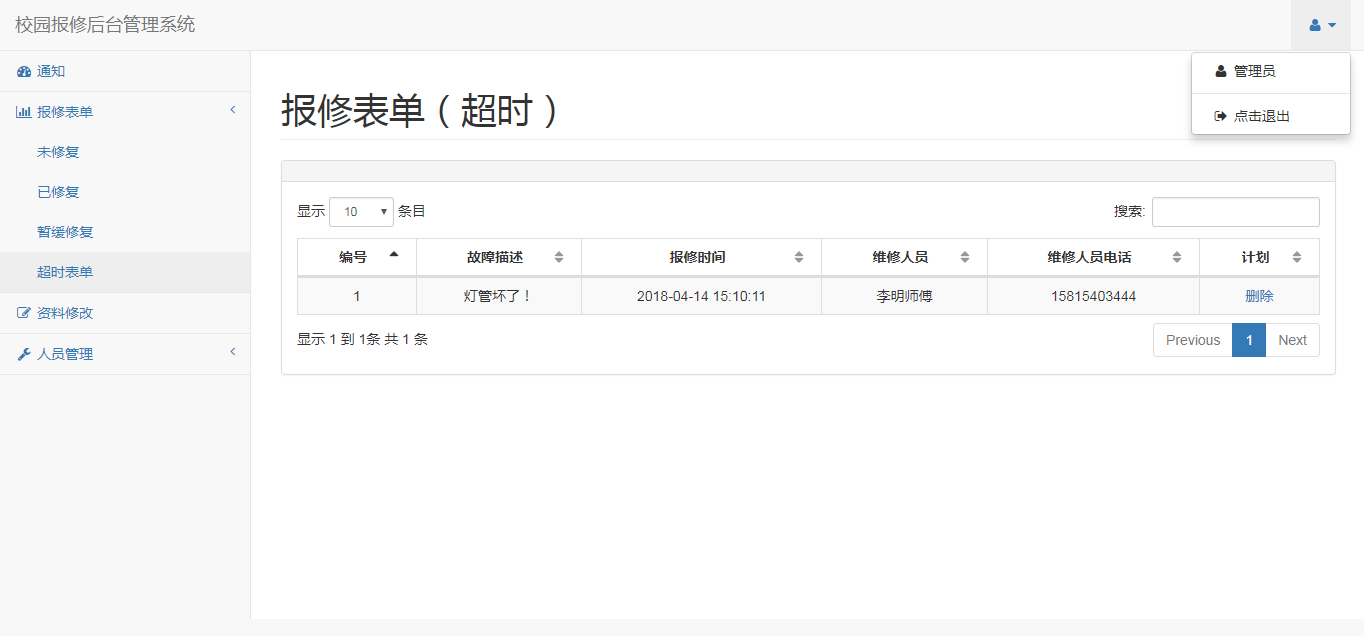 校园报修后台管理系统
管理员
点击退出
通知
报修表单
未修复
已修复
暂缓修复
超时表单
资料修改
人员管理
报修表单（超时）
显示 10 条目 搜索:
编号 故障描述 报修时间 维修人员 维修人员电话 计划
1 灯管坏了！ 2018-04-14 15:10:11 李明师傅 15815403444 删除
显示 1 到 1条 共 1 条 Previous 1 Next